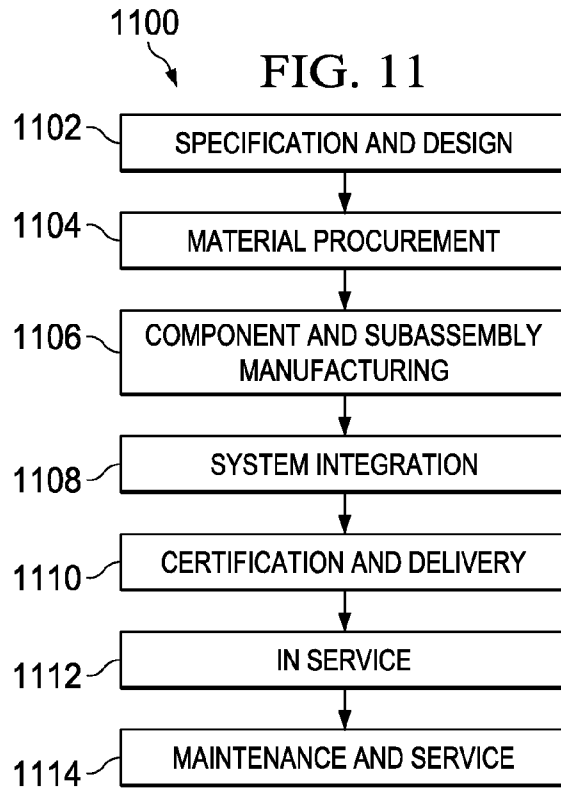 1100
FIG. 11
1102
SPECIFICATION AND DESIGN
1104
MATERIAL PROCUREMENT
1106
COMPONENT AND SUBASSEMBLY
MANUFACTURING
1108
SYSTEM INTEGRATION
1110
CERTIFICATION AND DELIVERY
1112
IN SERVICE
1114
MAINTENANCE AND SERVICE